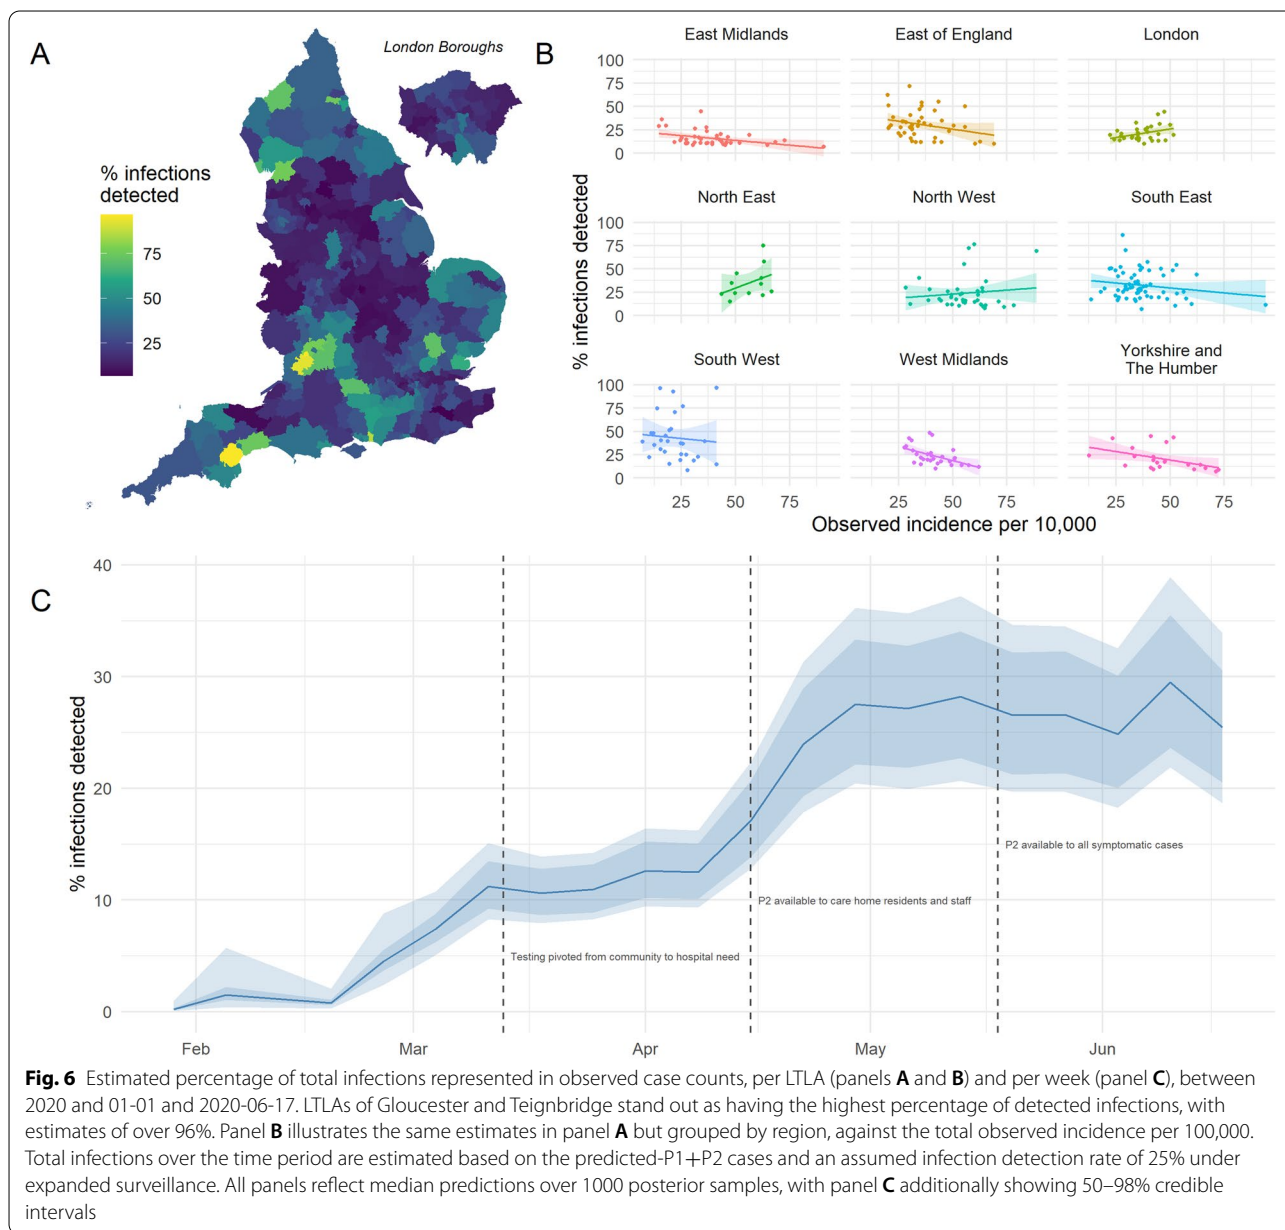 A
London Boroughs
% infections
detected
75
50
25
B
East Midlands
East of England
London
100
75
50
25
0
North East
North West
South East
100
75
50
25
0
South West
West Midlands
Yorkshire and
The Humber
100
75
50
25
0
25 50 75
25 50 75
25 50 75
% infections detected
Observed incidence per 10,000
C
40
30
20
10
0
% infections detected
P2 available to all symptomatic cases
P2 available to care home residents and staff
Testing pivoted from community to hospital need
Feb Mar Apr May Jun
Fig. 6 Estimated percentage of total infections represented in observed case counts, per LTLA (panels A and B) and per week (panel C), between
2020 and 01-01 and 2020-06-17. LTLAs of Gloucester and Teignbridge stand out as having the highest percentage of detected infections, with
estimates of over 96%. Panel B illustrates the same estimates in panel A but grouped by region, against the total observed incidence per 100,000.
Total infections over the time period are estimated based on the predicted-P1+P2 cases and an assumed infection detection rate of 25% under
expanded surveillance. All panels reflect median predictions over 1000 posterior samples, with panel C additionally showing 50–98% credible
intervals